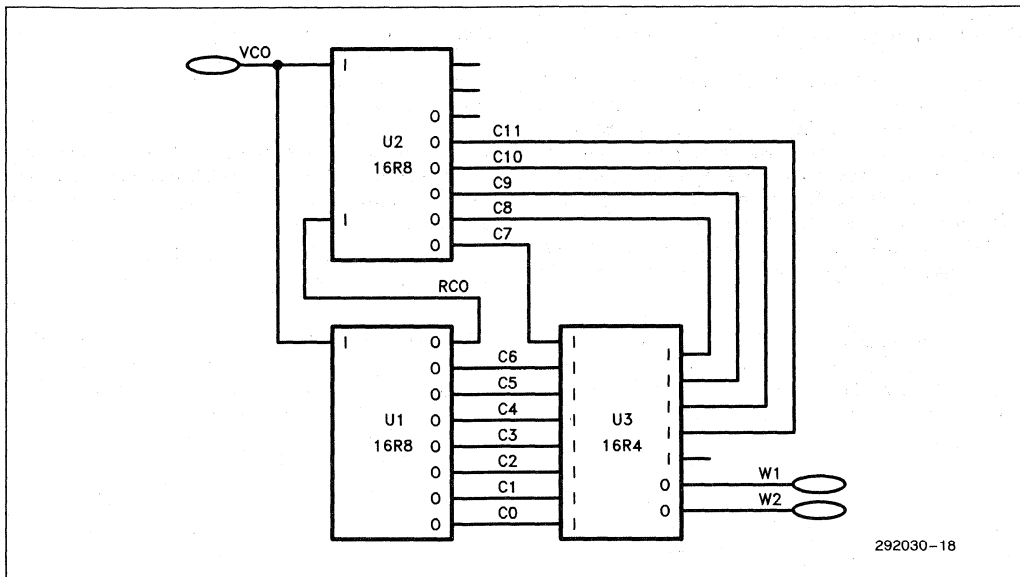 VCO
I
O
U2
C11
O
16R8
O
C10
O
C9
I
O
C8
O
C7
RCO
I
O
O
C6
I
I
O
C5
I
I
O
C4
I
I
U1
O
C3
I
U3
I
16R8
16R4
O
C2
I
I
O
C1
I
O
W1
O
C0
I
O
W2
292030-18